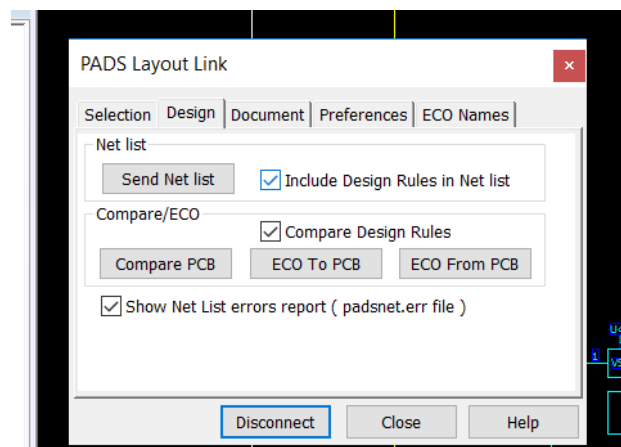 PADS Layout Link
Selection Design Document Preferences ECO Names
Net list
Send Net list Include Design Rules in Net list
Compare/ECO
Compare Design Rules
Compare PCB ECO To PCB ECO From PCB
Show Net List errors report ( padsnet.err file )
1
Disconnect Close Help